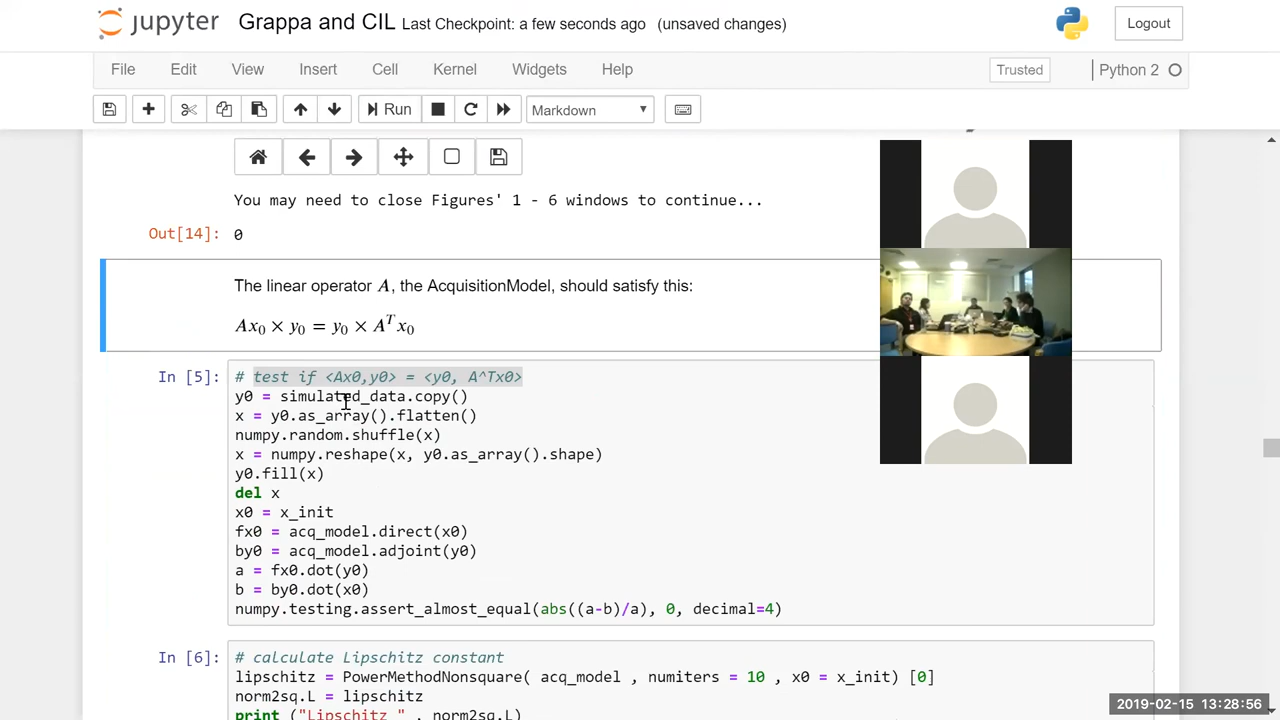 jupyter Grappa and CIL Last Checkpoint: a few seconds ago (unsaved changes) Logout
File Edit View Insert Cell Kernel Widgets Help Trusted Python 2
Run Markdown
You may need to close Figures' 1 - 6 windows to continue...
Out[14]: 0
The linear operator A, the AcquisitionModel, should satisfy this:
Ax₀ × y₀ = y₀ × Aᵀx₀
In [5]: # test if <Ax0,y0> = <y0, A^Tx0>
y0 = simulated_data.copy()
x = y0.as_array().flatten()
numpy.random.shuffle(x)
x = numpy.reshape(x, y0.as_array().shape)
y0.fill(x)
del x
x0 = x_init
fx0 = acq_model.direct(x0)
by0 = acq_model.adjoint(y0)
a = fx0.dot(y0)
b = by0.dot(x0)
numpy.testing.assert_almost_equal(abs((a-b)/a), 0, decimal=4)
In [6]: # calculate Lipschitz constant
lipschitz = PowerMethodNonsquare( acq_model , numiters = 10 , x0 = x_init) [0]
norm2sq.L = lipschitz
print ("Lipschitz " , norm2sq.L)
2019-02-15 13:28:56